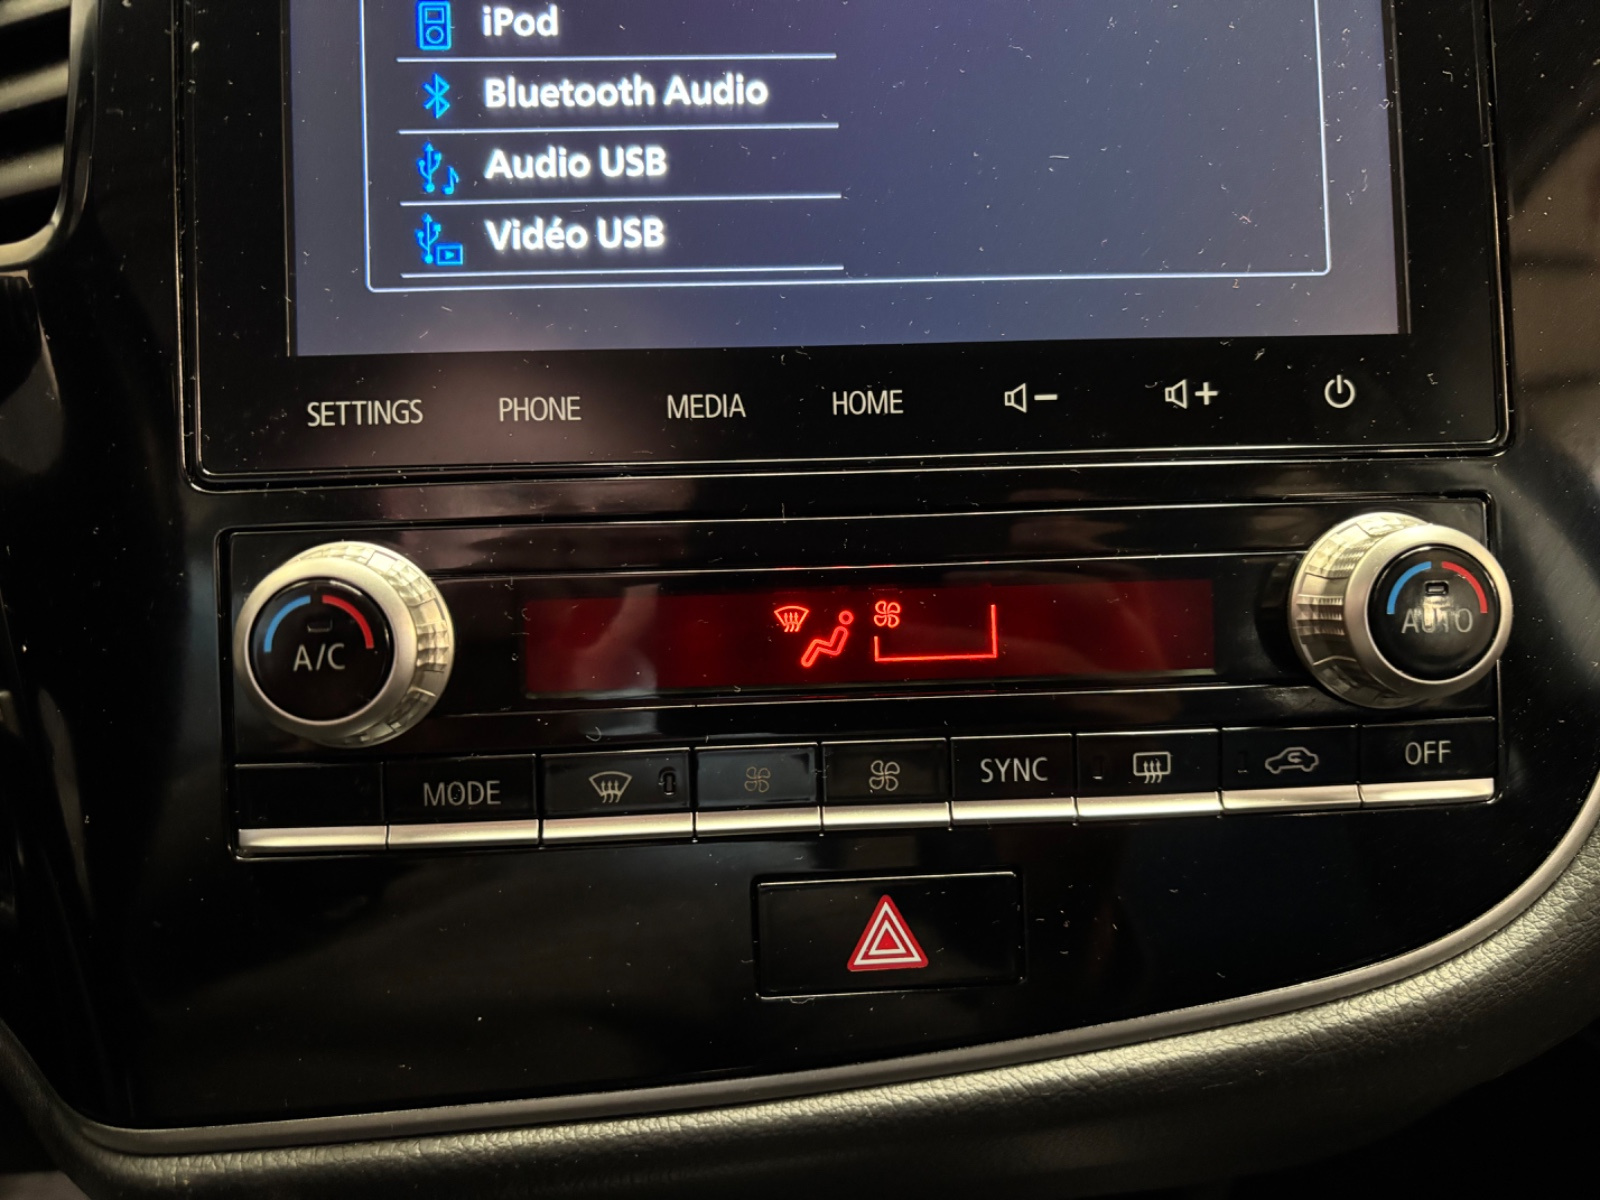 iPod
Bluetooth Audio
Audio USB
Vidéo USB
SETTINGS PHONE MEDIA HOME
A/C
AUTO
MODE SYNC OFF